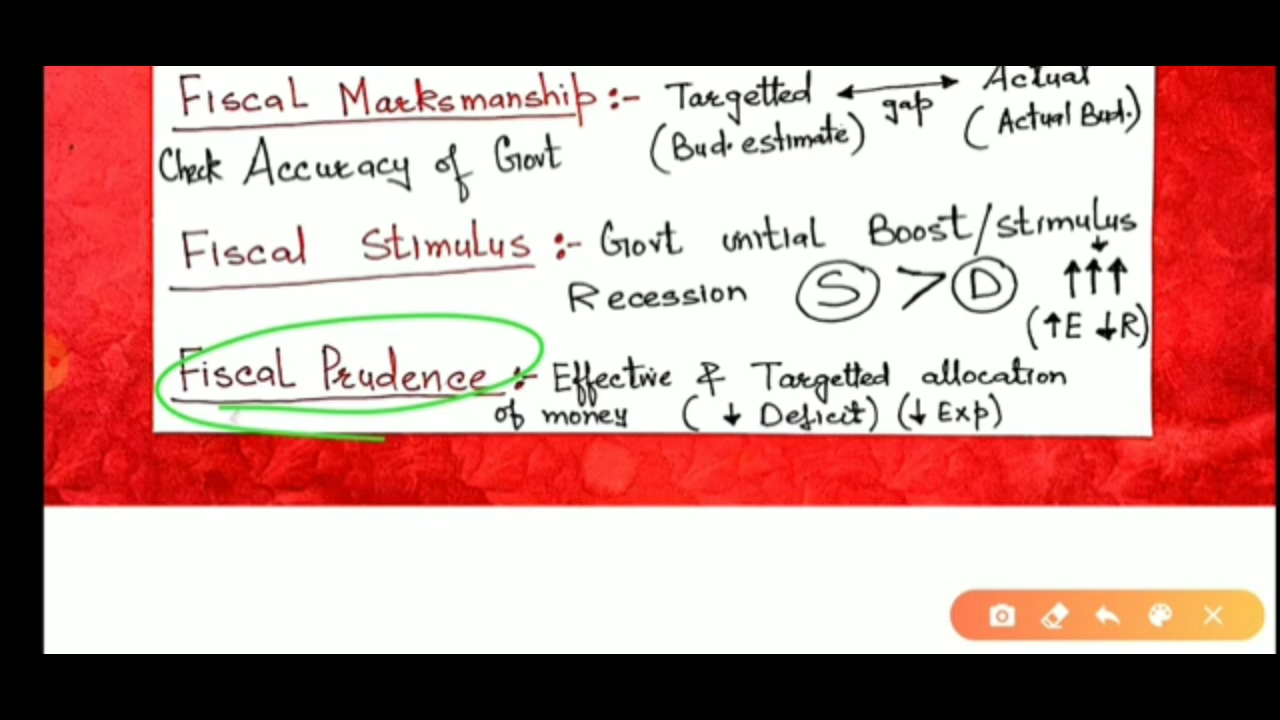 Fiscal Marksmanship :- Targetted gap Actual
Check Accuracy of Govt (Bud. estimate) (Actual Bud.)
Fiscal Stimulus :- Govt initial Boost/stimulus
Recession S > D ↑↑↑
(↑E ↓R)
Fiscal Prudence :- Effective & Targetted allocation
of money (↓ Deficit) (↓ Exp)